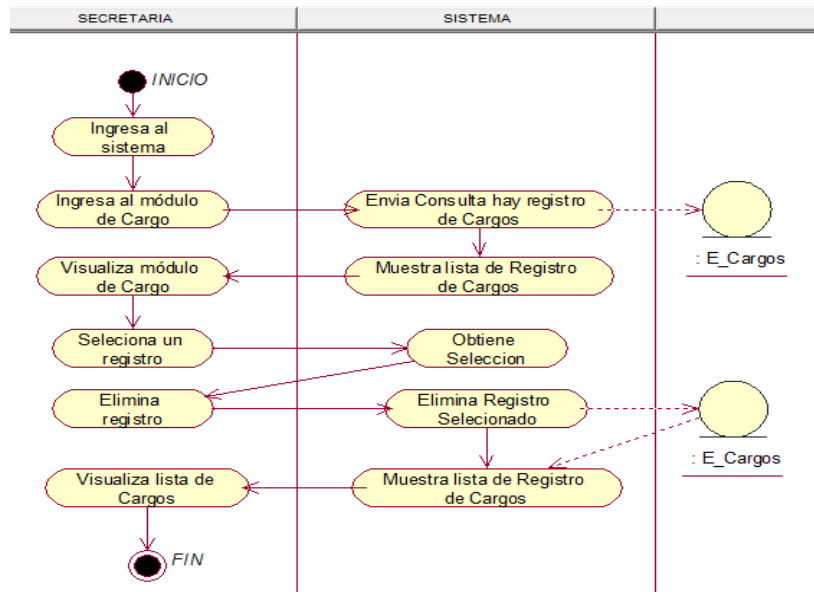 SECRETARIA
SISTEMA
INICIO
Ingresa al
sistema
Ingresa al módulo
de Cargo
Envia Consulta hay registro
de Cargos
: E_Cargos
Visualiza módulo
de Cargo
Muestra lista de Registro
de Cargos
Seleciona un
registro
Obtiene
Seleccion
Elimina
registro
Elimina Registro
Selecionado
: E_Cargos
Visualiza lista de
Cargos
Muestra lista de Registro
de Cargos
FIN